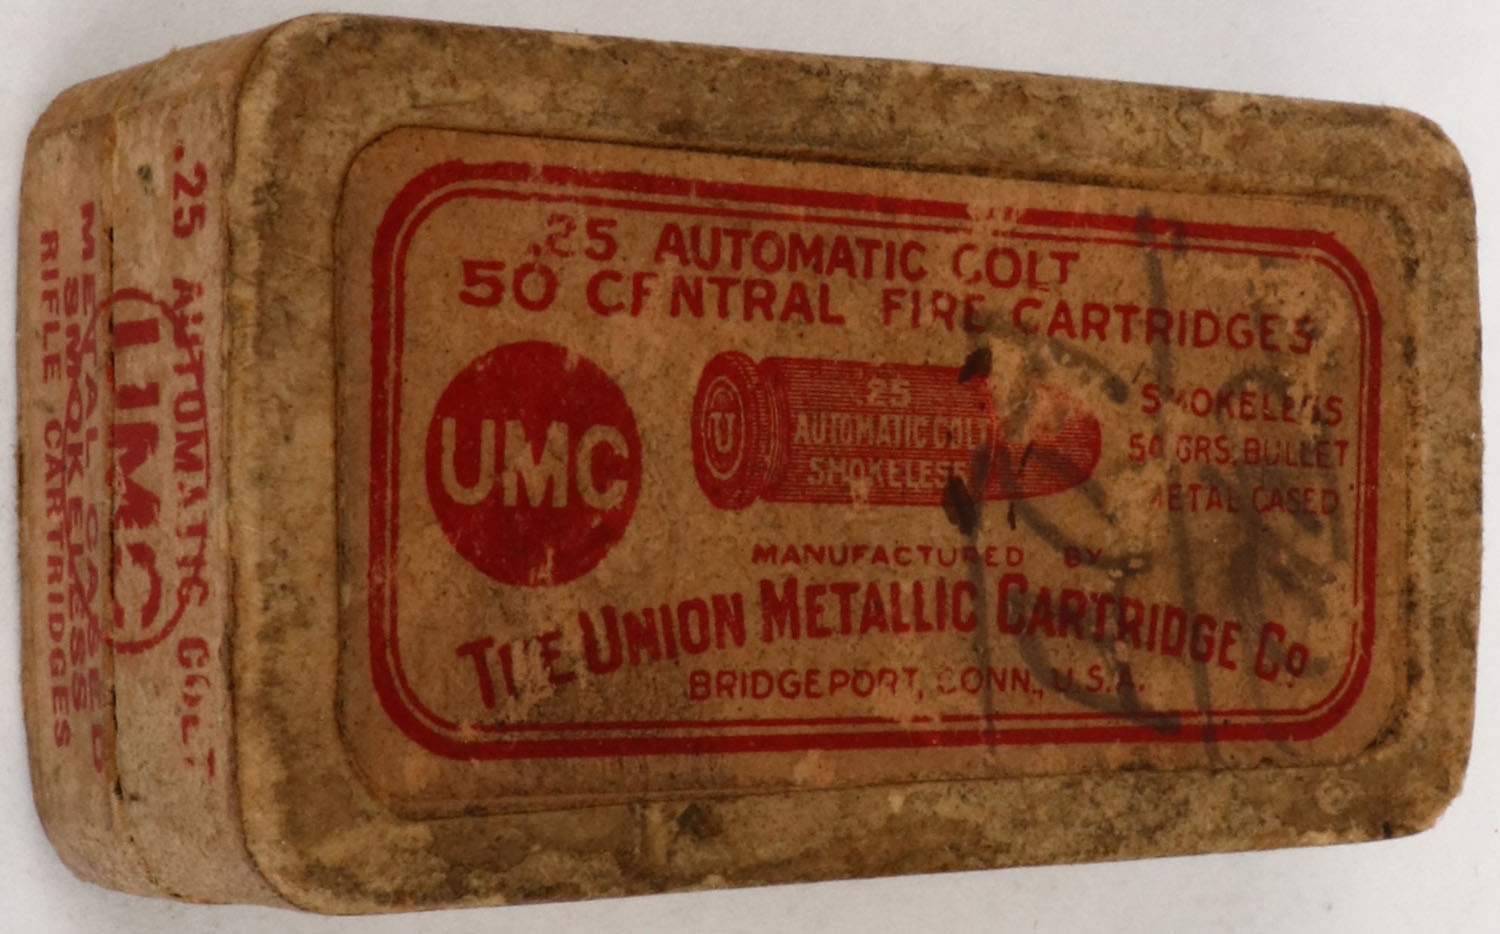 .25 AUTOMATIC COLT
50 CENTRAL FIRE CARTRIDGES
UMC
U
.25
AUTOMATIC COLT
SMOKELESS
SMOKELESS
50 GRS. BULLET
METAL CASED
MANUFACTURED BY
THE UNION METALLIC CARTRIDGE CO.
BRIDGEPORT, CONN., U.S.A.
.25 AUTOMATIC COLT
UMC
METAL CASED
SMOKELESS
RIFLE CARTRIDGES